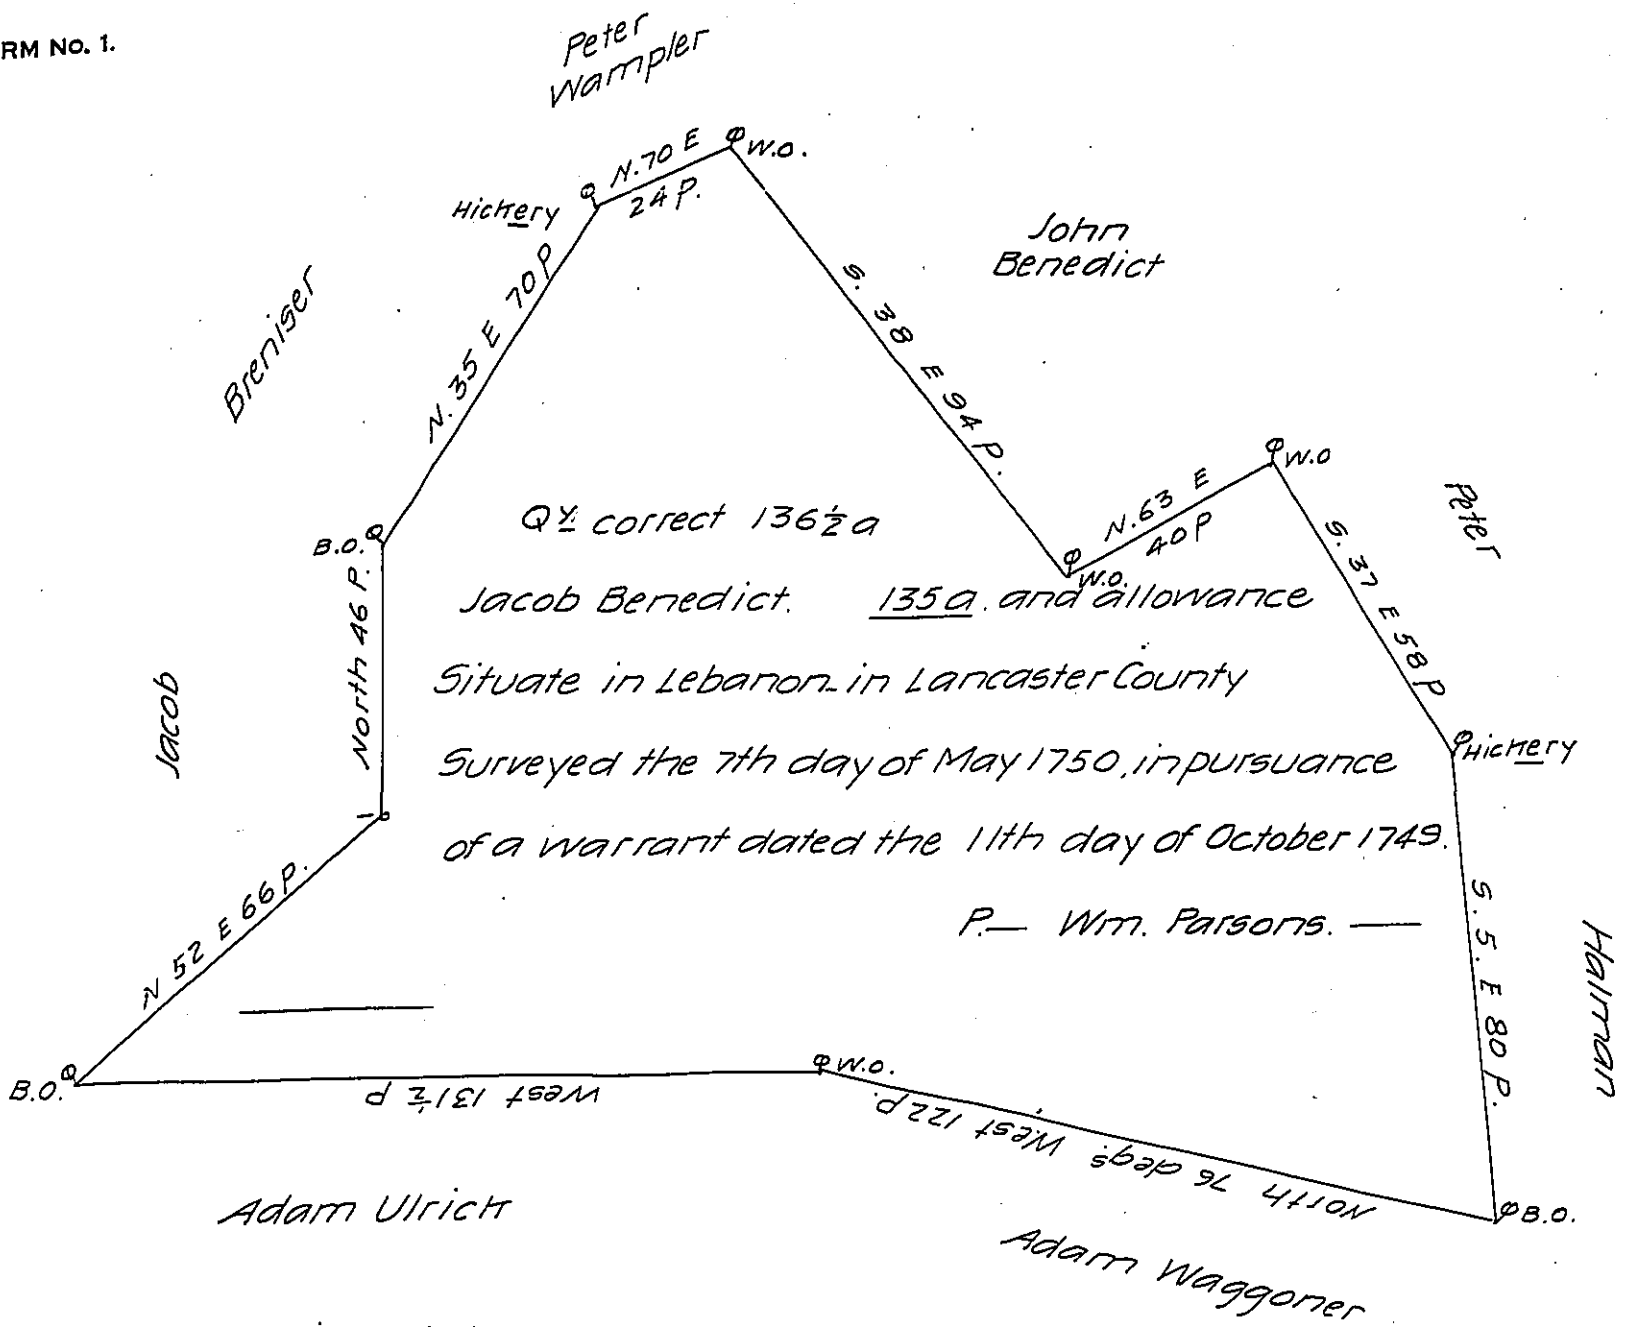 RM No. 1.
Peter
Wampler
N. 70 E
24 P.
W.O.
Hickery
N. 35 E 70 P
Breniser
John
Benedict
S. 38 E 94 P.
W.O
N. 63 E
40 P
W.O.
Peter
S. 37 E 58 P
B.O.
Qy. correct 136½ a
Jacob Benedict. 135 a. and allowance
Situate in Lebanon in Lancaster County
Surveyed the 7th day of May 1750, in pursuance
of a warrant dated the 11th day of October 1749.
P.— Wm. Parsons. —
North 46 P.
Jacob
Hickery
S. 5. E 80 P.
Halman
N 52 E 66 P.
B.O.
West 131½ P
W.O.
North 76 degs. West 122 P.
B.O.
Adam Ulrick
Adam Waggoner